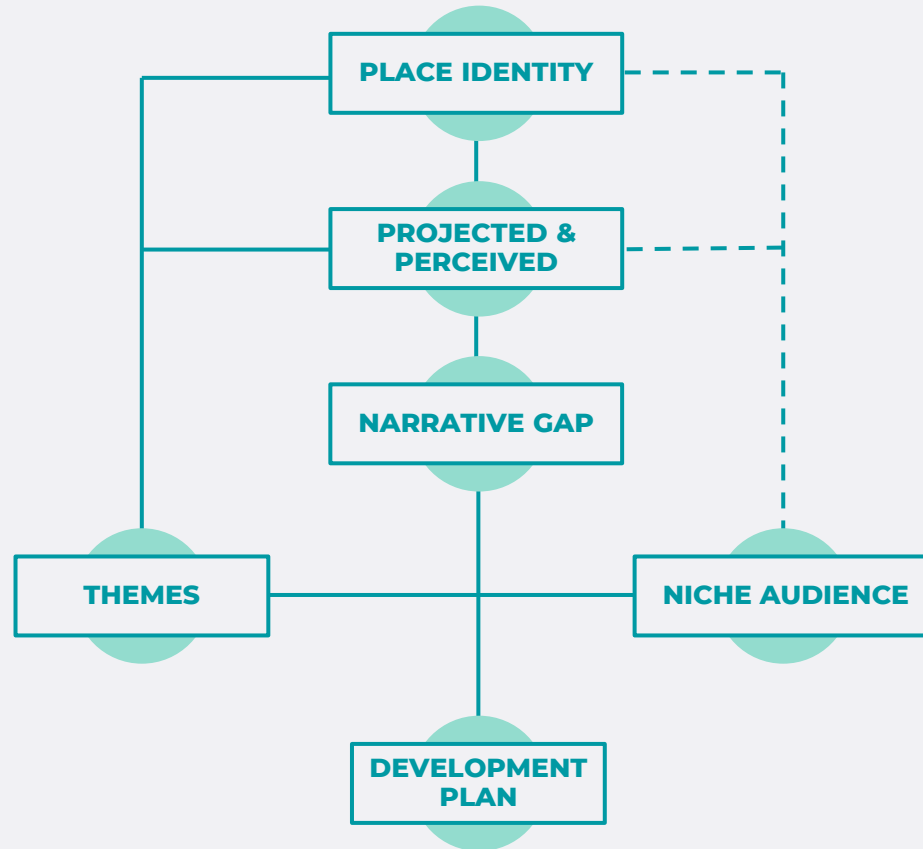 PLACE IDENTITY
PROJECTED &
PERCEIVED
NARRATIVE GAP
THEMES
NICHE AUDIENCE
DEVELOPMENT
PLAN